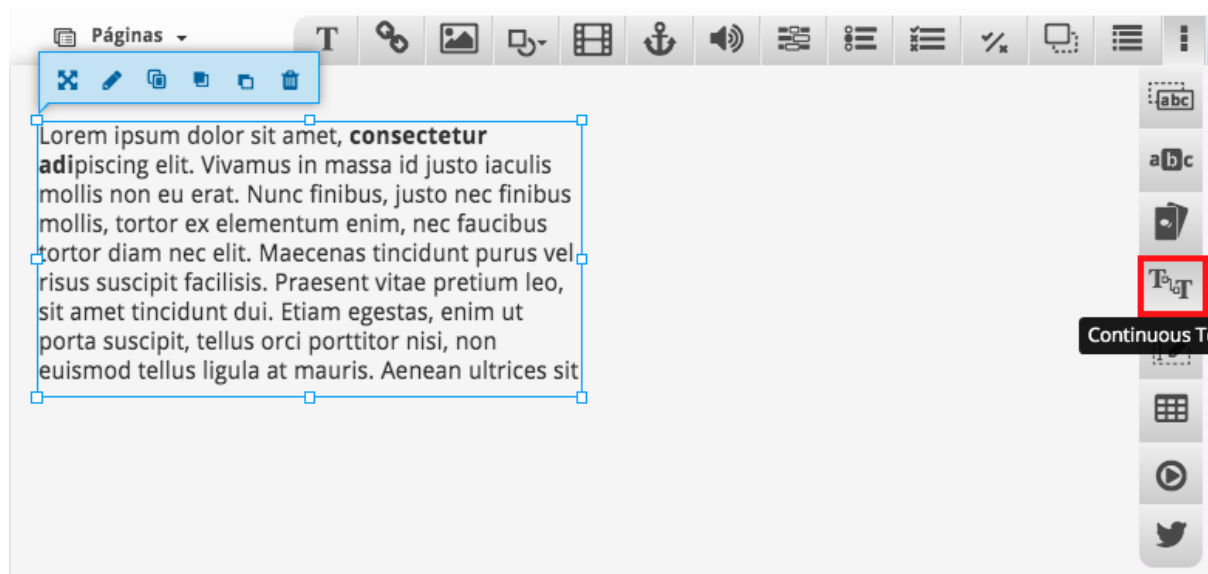 Páginas
T
abc
abc
Lorem ipsum dolor sit amet, consectetur
adipiscing elit. Vivamus in massa id justo iaculis
mollis non eu erat. Nunc finibus, justo nec finibus
mollis, tortor ex elementum enim, nec faucibus
tortor diam nec elit. Maecenas tincidunt purus vel
risus suscipit facilisis. Praesent vitae pretium leo,
sit amet tincidunt dui. Etiam egestas, enim ut
porta suscipit, tellus orci porttitor nisi, non
euismod tellus ligula at mauris. Aenean ultrices sit
T T
Continuous